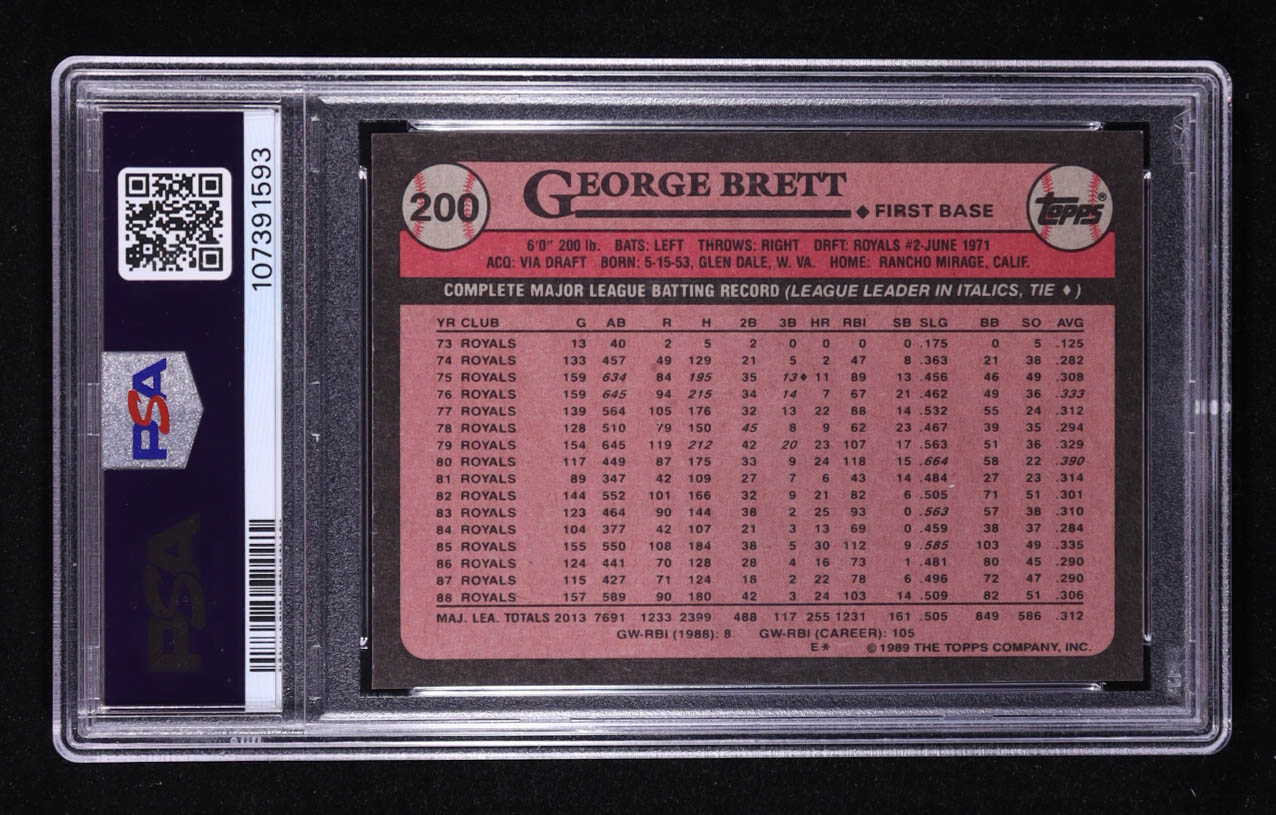 107391593
PSA
PSA
200
GEORGE BRETT
◆ FIRST BASE
Topps®
6'0" 200 lb. BATS: LEFT THROWS: RIGHT DRFT: ROYALS #2-JUNE 1971
ACQ: VIA DRAFT BORN: 5-15-53, GLEN DALE, W. VA. HOME: RANCHO MIRAGE, CALIF.
COMPLETE MAJOR LEAGUE BATTING RECORD (LEAGUE LEADER IN ITALICS, TIE ♦)
YR CLUB G AB R H 2B 3B HR RBI SB SLG BB SO AVG
73 ROYALS 13 40 2 5 2 0 0 0 0 .175 0 5 .125
74 ROYALS 133 457 49 129 21 5 2 47 8 .363 21 38 .282
75 ROYALS 159 634 84 195 35 13♦ 11 89 13 .456 46 49 .308
76 ROYALS 159 645 94 215 34 14 7 67 21 .462 49 36 .333
77 ROYALS 139 564 105 176 32 13 22 88 14 .532 55 24 .312
78 ROYALS 128 510 79 150 45 8 9 62 23 .467 39 35 .294
79 ROYALS 154 645 119 212 42 20 23 107 17 .563 51 36 .329
80 ROYALS 117 449 87 175 33 9 24 118 15 .664 58 22 .390
81 ROYALS 89 347 42 109 27 7 6 43 14 .484 27 23 .314
82 ROYALS 144 552 101 166 32 9 21 82 6 .505 71 51 .301
83 ROYALS 123 464 90 144 38 2 25 93 0 .563 57 38 .310
84 ROYALS 104 377 42 107 21 3 13 69 0 .459 38 37 .284
85 ROYALS 155 550 108 184 38 5 30 112 9 .585 103 49 .335
86 ROYALS 124 441 70 128 28 4 16 73 1 .481 80 45 .290
87 ROYALS 115 427 71 124 18 2 22 78 6 .496 72 47 .290
88 ROYALS 157 589 90 180 42 3 24 103 14 .509 82 51 .306
MAJ. LEA. TOTALS 2013 7691 1233 2399 488 117 255 1231 161 .505 849 586 .312
GW-RBI (1988): 8 GW-RBI (CAREER): 105
E* © 1989 THE TOPPS COMPANY, INC.